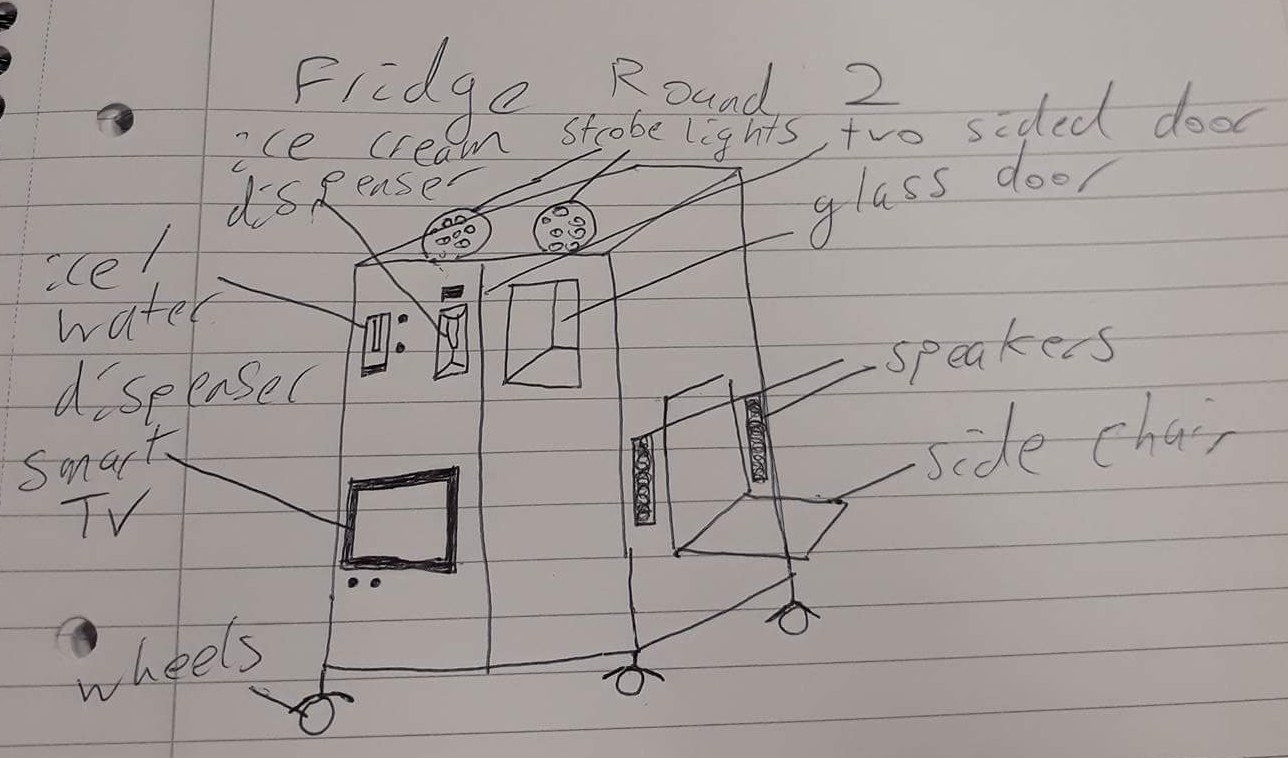 Fridge Round 2
ice cream
dispenser
strobe lights
two sided door
glass door
ice /
water
dispenser
speakers
side chair
smart
TV
wheels